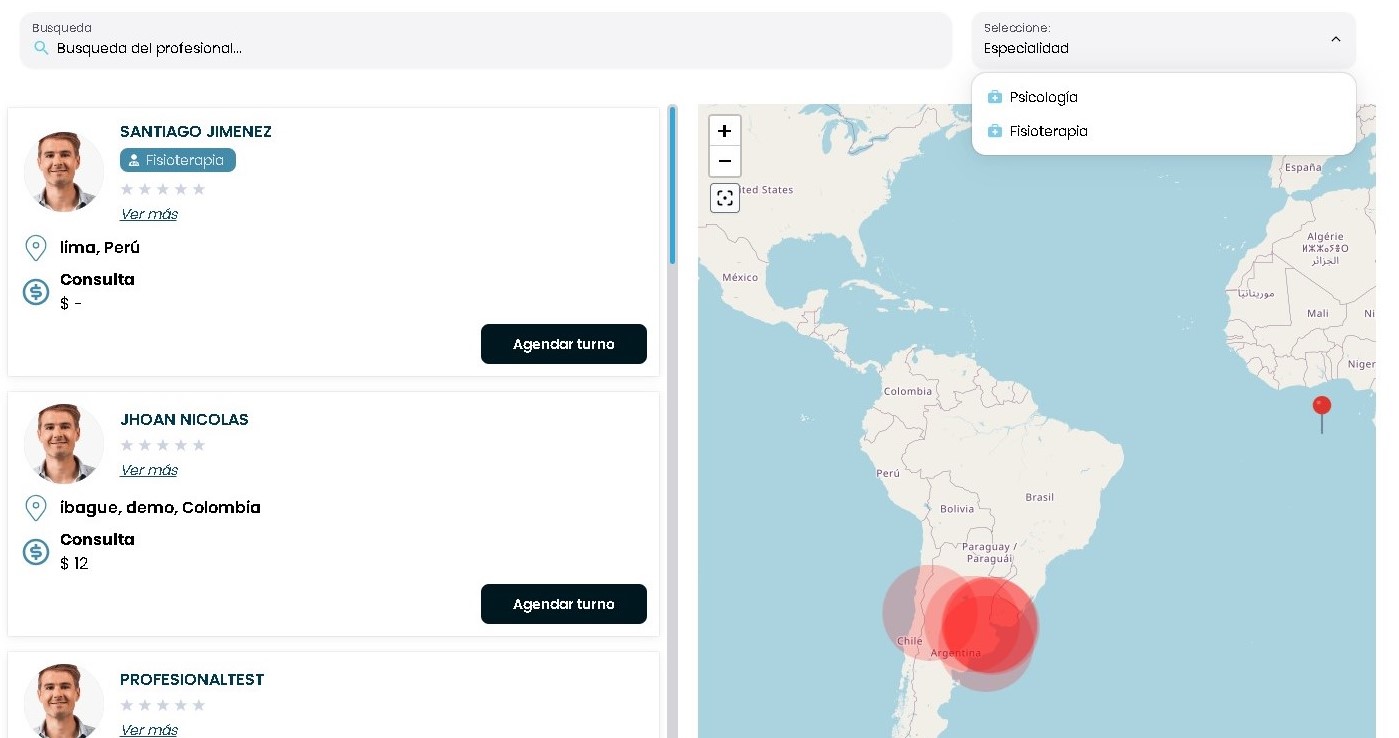 Busqueda
Busqueda del profesional...
Seleccione:
Especialidad
Psicología
Fisioterapia
SANTIAGO JIMENEZ
Fisioterapia
Ver más
lima, Perú
Consulta
$ -
Agendar turno
JHOAN NICOLAS
Ver más
ibague, demo, Colombia
Consulta
$ 12
Agendar turno
PROFESIONALTEST
Ver más
+
−
ited States
México
España
Algérie
ⵍⵣⵣⴰⵢⴻⵔ
الجزائر
موريتانيا
Mali
Ni
Niger
Colombia
Perú
Brasil
Bolivia
Paraguay /
Paraguái
Chile
Argentina